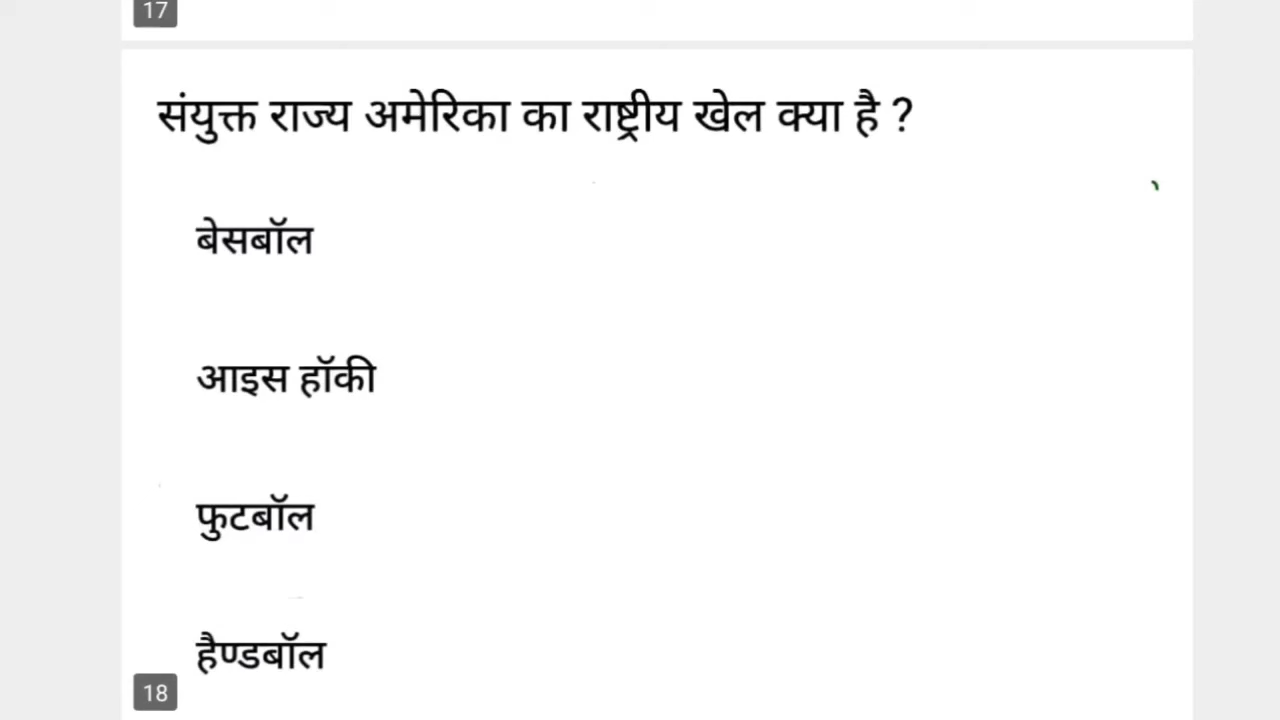 17
संयुक्त राज्य अमेरिका का राष्ट्रीय खेल क्या है ?
बेसबॉल
आइस हॉकी
फुटबॉल
हैण्डबॉल
18